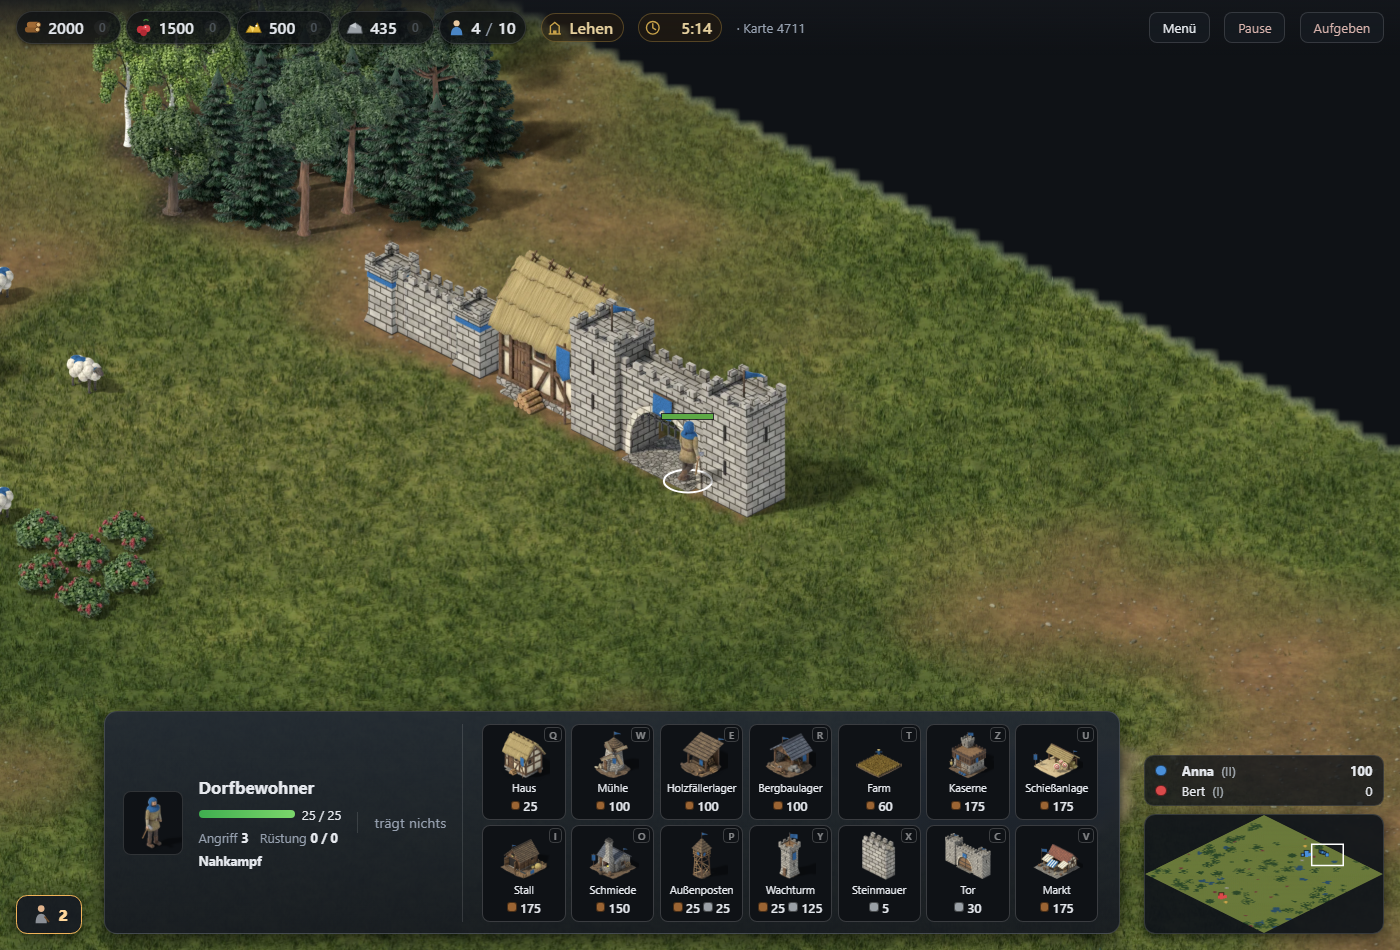 2000 0 1500 0 500 0 435 0 4 / 10 Lehen 5:14 · Karte 4711 Menü Pause Aufgeben
Dorfbewohner
25 / 25
Angriff 3 Rüstung 0 / 0
Nahkampf
trägt nichts
Q W E R T Z U
Haus Mühle Holzfällerlager Bergbaulager Farm Kaserne Schießanlage
25 100 100 100 60 175 175
I O P Y X C V
Stall Schmiede Außenposten Wachturm Steinmauer Tor Markt
175 150 25 25 25 125 5 30 175
Anna (II) 100
Bert (I) 0
2